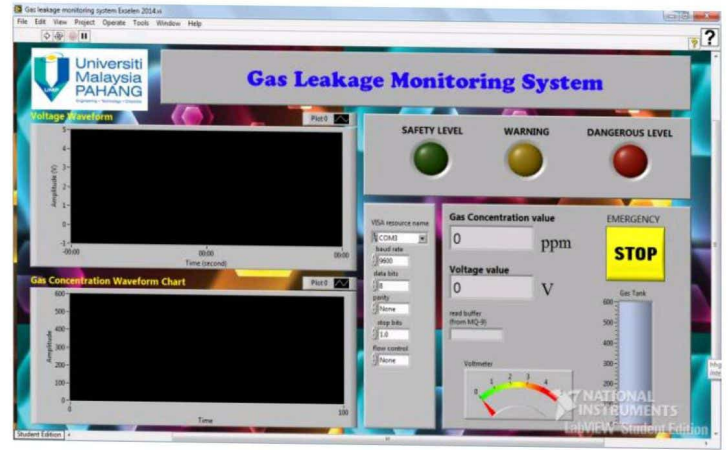 Gas leakage monitoring system Exselen 2014.vi
File Edit View Project Operate Tools Window Help
?
?
Universiti
Malaysia
PAHANG
Engineering • Technology • Creativity
UMP
Gas Leakage Monitoring System
Voltage Waveform
Plot 0
Amplitude (V)
5
4
3
2
1
0
-1
-00:00
00:00
00:00
Time (second)
SAFETY LEVEL
WARNING
DANGEROUS LEVEL
Gas Concentration Waveform Chart
Plot 0
Amplitude
600
500
400
300
200
100
0
0
100
Time
VISA resource name
COM3
baud rate
9600
data bits
8
parity
None
stop bits
1.0
flow control
None
Gas Concentration value
0
ppm
Voltage value
0
V
read buffer
(from MQ-9)
Voltmeter
0
1
2
3
4
EMERGENCY
STOP
Gas Tank
600
500
400
300
200
NATIONAL
INSTRUMENTS
LabVIEW Student Edition
Student Edition